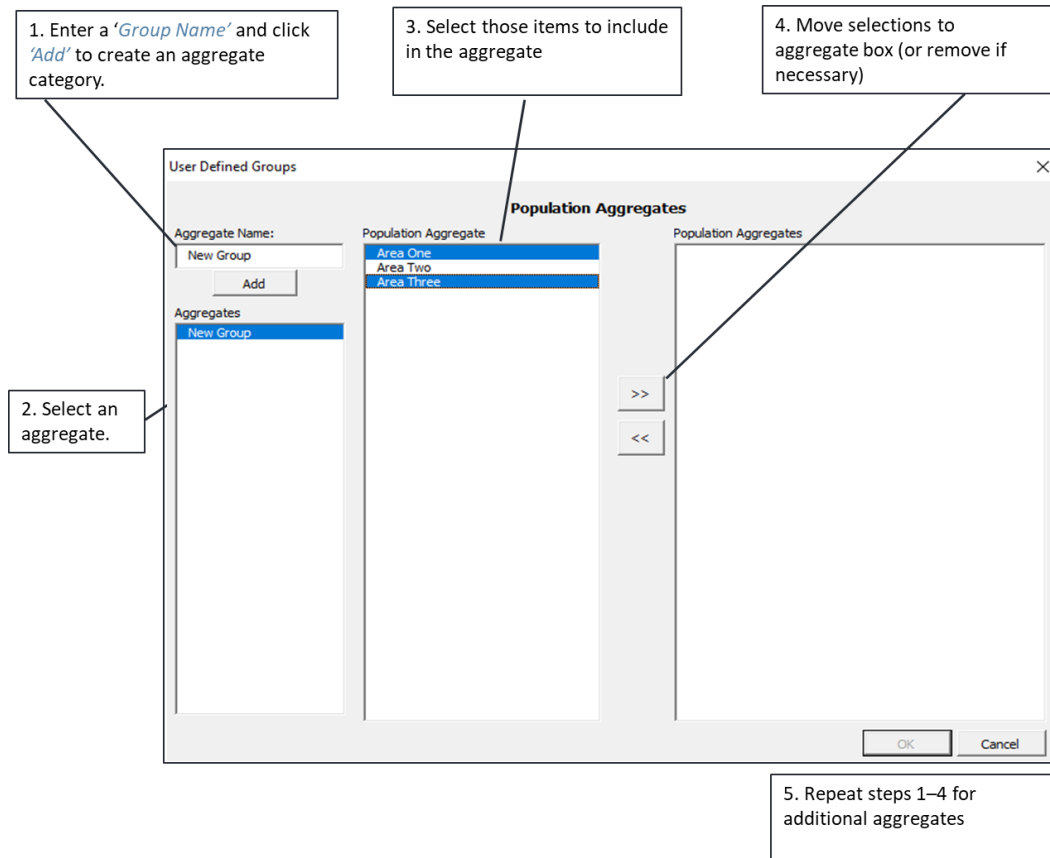 1. Enter a ‘Group Name’ and click
‘Add’ to create an aggregate
category.
3. Select those items to include
in the aggregate
4. Move selections to
aggregate box (or remove if
necessary)
User Defined Groups
Population Aggregates
Aggregate Name:
New Group
Add
Aggregates
New Group
Population Aggregate
Area One
Area Two
Area Three
>>
<<
Population Aggregates
2. Select an
aggregate.
OK
Cancel
5. Repeat steps 1–4 for
additional aggregates